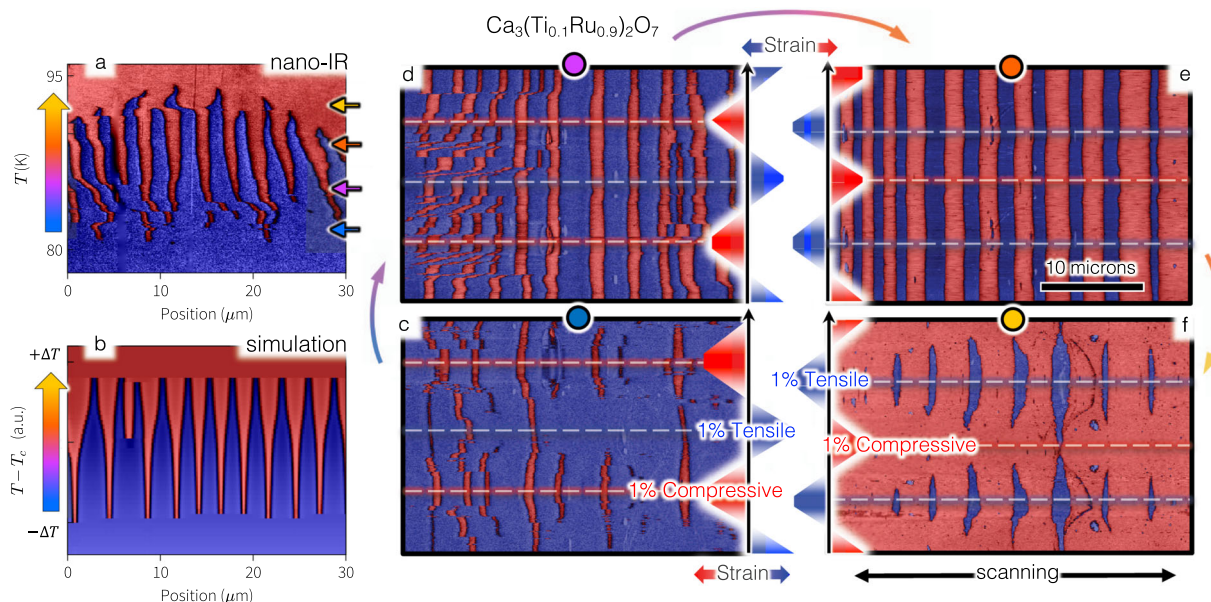 Ca₃(Ti₀.₁Ru₀.₉)₂O₇
a
nano-IR
95
T (K)
80
0
10
20
30
Position (μm)
b
simulation
+ΔT
T−Tc (a.u.)
−ΔT
0
10
20
30
Position (μm)
d
Strain
e
10 microns
c
1% Tensile
1% Compressive
Strain
f
1% Tensile
1% Compressive
scanning